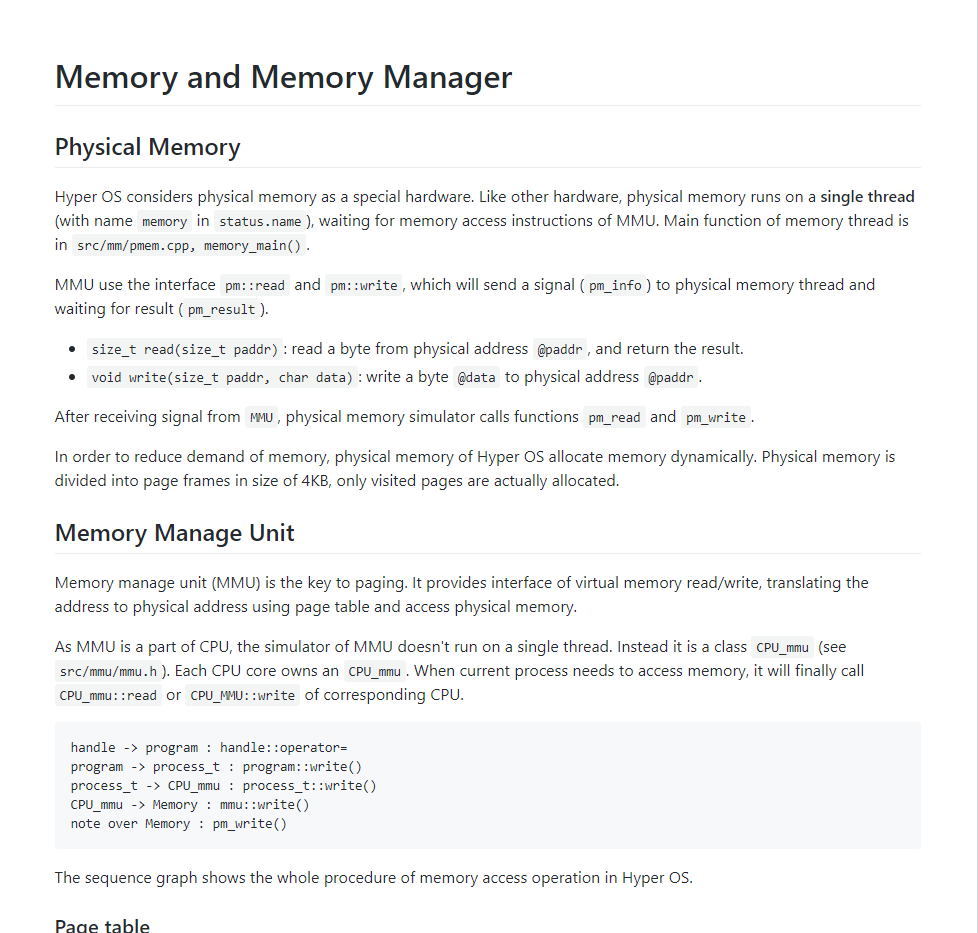 Memory and Memory Manager
Physical Memory
Hyper OS considers physical memory as a special hardware. Like other hardware, physical memory runs on a single thread
(with name memory in status.name ), waiting for memory access instructions of MMU. Main function of memory thread is
in src/mm/pmem.cpp, memory_main() .
MMU use the interface pm::read and pm::write , which will send a signal ( pm_info ) to physical memory thread and
waiting for result ( pm_result ).
• size_t read(size_t paddr) : read a byte from physical address @paddr , and return the result.
• void write(size_t paddr, char data) : write a byte @data to physical address @paddr .
After receiving signal from MMU , physical memory simulator calls functions pm_read and pm_write .
In order to reduce demand of memory, physical memory of Hyper OS allocate memory dynamically. Physical memory is
divided into page frames in size of 4KB, only visited pages are actually allocated.
Memory Manage Unit
Memory manage unit (MMU) is the key to paging. It provides interface of virtual memory read/write, translating the
address to physical address using page table and access physical memory.
As MMU is a part of CPU, the simulator of MMU doesn't run on a single thread. Instead it is a class CPU_mmu (see
src/mmu/mmu.h ). Each CPU core owns an CPU_mmu . When current process needs to access memory, it will finally call
CPU_mmu::read or CPU_MMU::write of corresponding CPU.
handle -> program : handle::operator=
program -> process_t : program::write()
process_t -> CPU_mmu : process_t::write()
CPU_mmu -> Memory : mmu::write()
note over Memory : pm_write()
The sequence graph shows the whole procedure of memory access operation in Hyper OS.
Page table